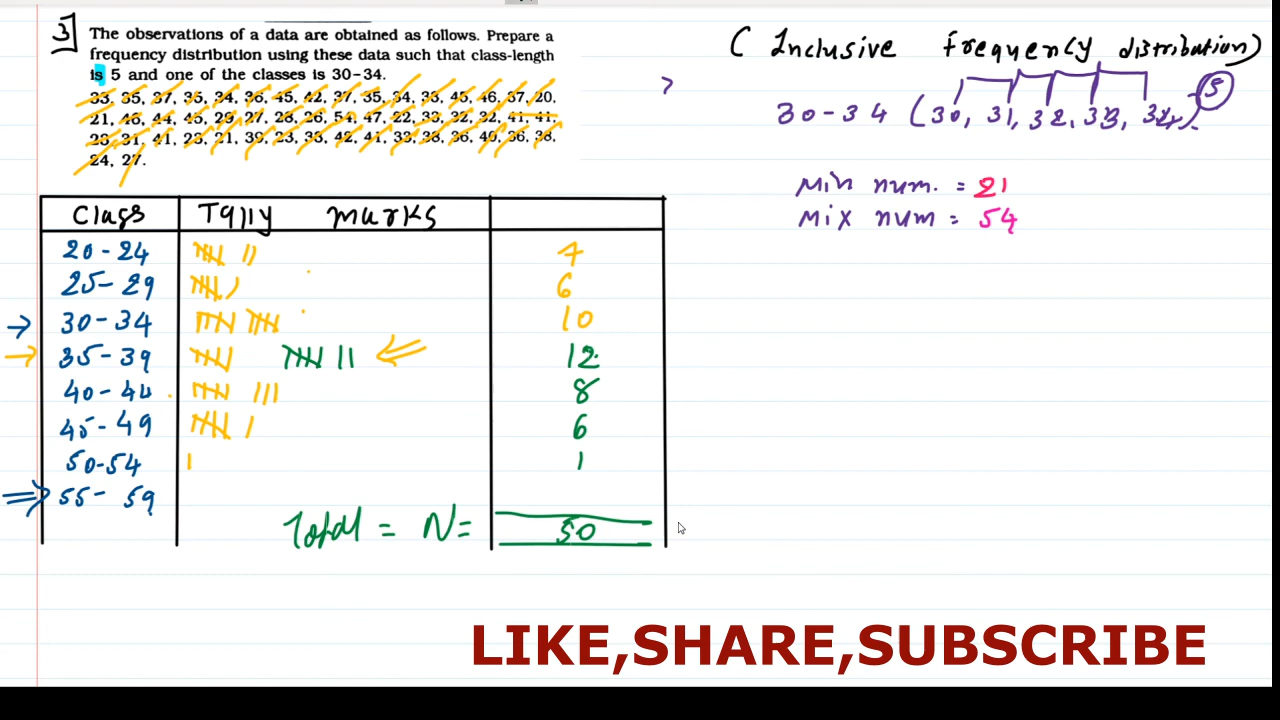 3] The observations of a data are obtained as follows. Prepare a
frequency distribution using these data such that class-length
is 5 and one of the classes is 30-34.
33, 35, 37, 35, 34, 36, 45, 42, 37, 35, 34, 33, 45, 46, 37, 20,
21, 46, 44, 45, 29, 27, 28, 26, 54, 47, 22, 33, 32, 32, 41, 41,
28, 31, 41, 23, 21, 39, 23, 33, 42, 41, 33, 38, 36, 40, 36, 38,
24, 27.
( Inclusive frequency distribution)
30-34 (30, 31, 32, 33, 34). 5
Min num. = 21
Mix num = 54
Class Tally marks
20-24 7
25-29 6
30-34 10
35-39 12
40-44 8
45-49 6
50-54 1
55-59
Total = N = 50
LIKE,SHARE,SUBSCRIBE